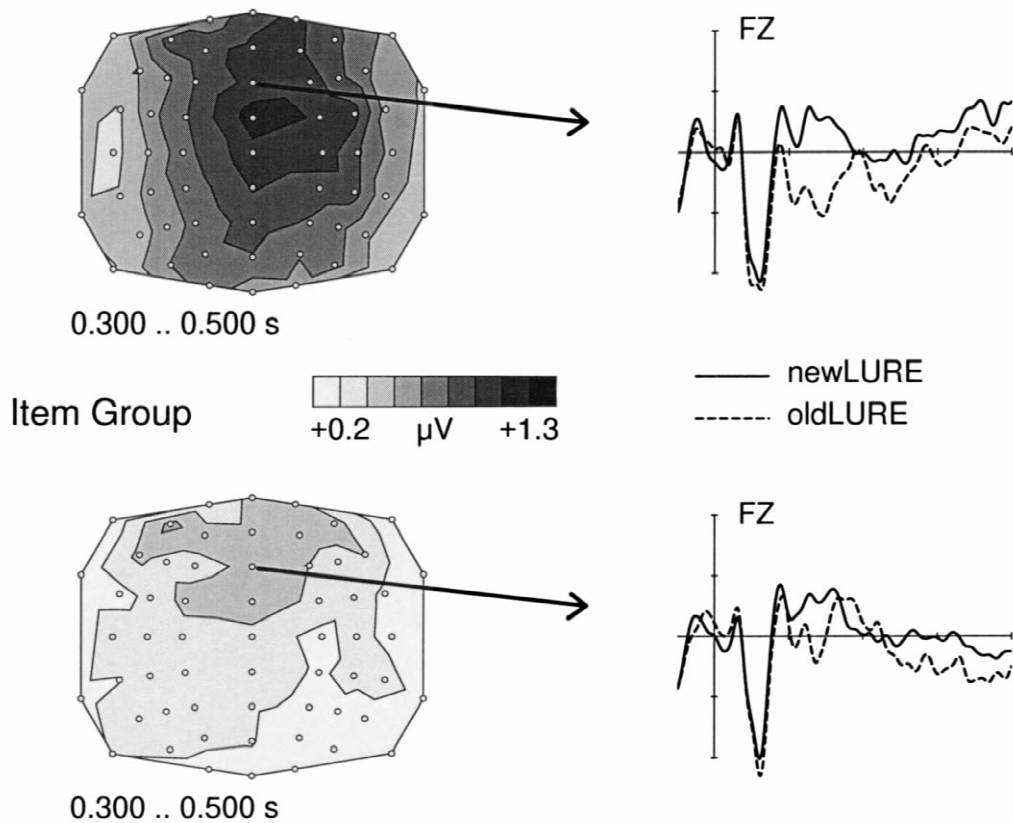 FZ
0.300 .. 0.500 s
newLURE
oldLURE
Item Group
+0.2 µV +1.3
FZ
0.300 .. 0.500 s